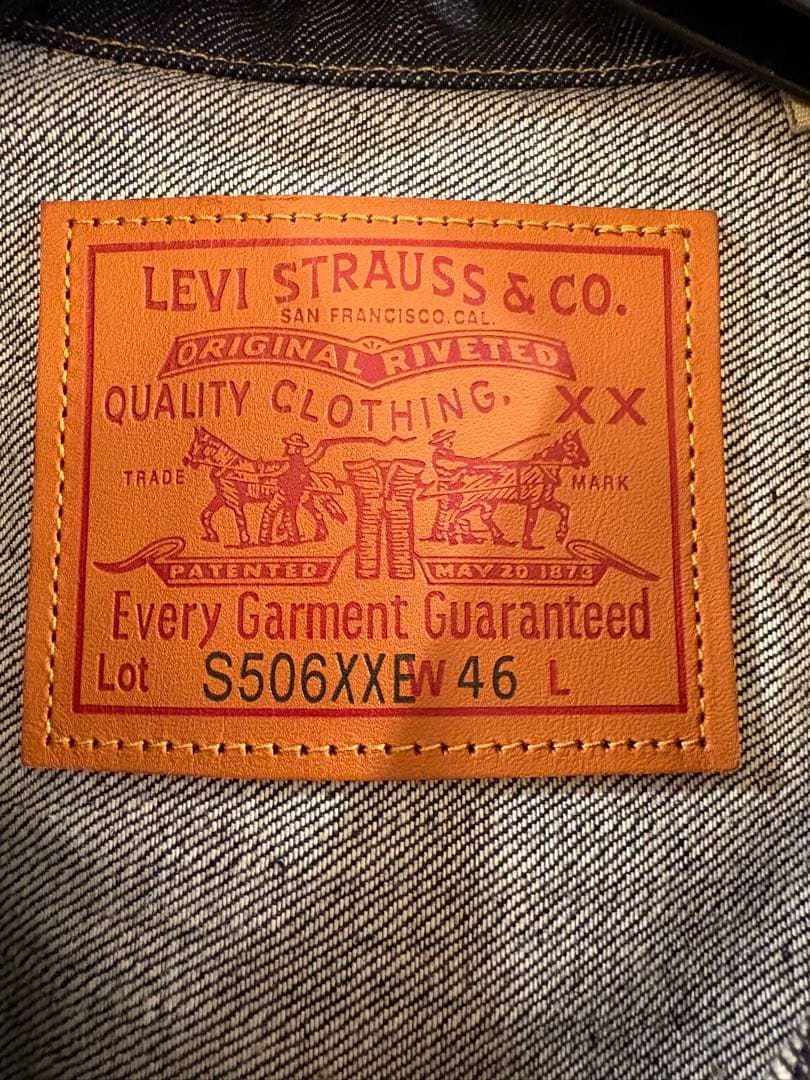 LEVI STRAUSS & CO.
SAN FRANCISCO. CAL.
ORIGINAL RIVETED
QUALITY CLOTHING. XX
TRADE MARK
PATENTED MAY 20 1873
Every Garment Guaranteed
Lot S506XXE W 46 L